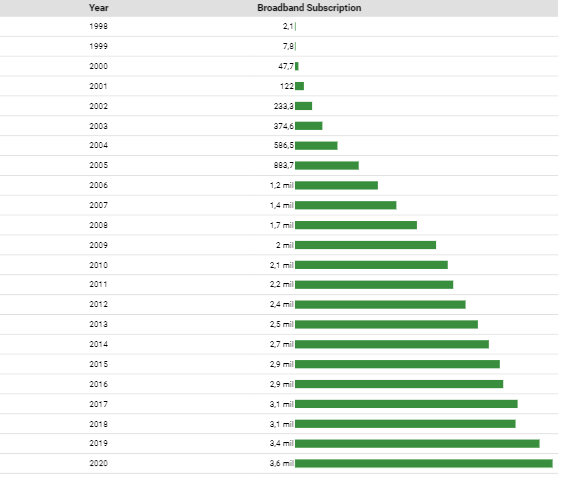 Year Broadband Subscription
1998 2,1
1999 7,8
2000 47,7
2001 122
2002 233,3
2003 374,6
2004 586,5
2005 883,7
2006 1,2 mil
2007 1,4 mil
2008 1,7 mil
2009 2 mil
2010 2,1 mil
2011 2,2 mil
2012 2,4 mil
2013 2,5 mil
2014 2,7 mil
2015 2,9 mil
2016 2,9 mil
2017 3,1 mil
2018 3,1 mil
2019 3,4 mil
2020 3,6 mil